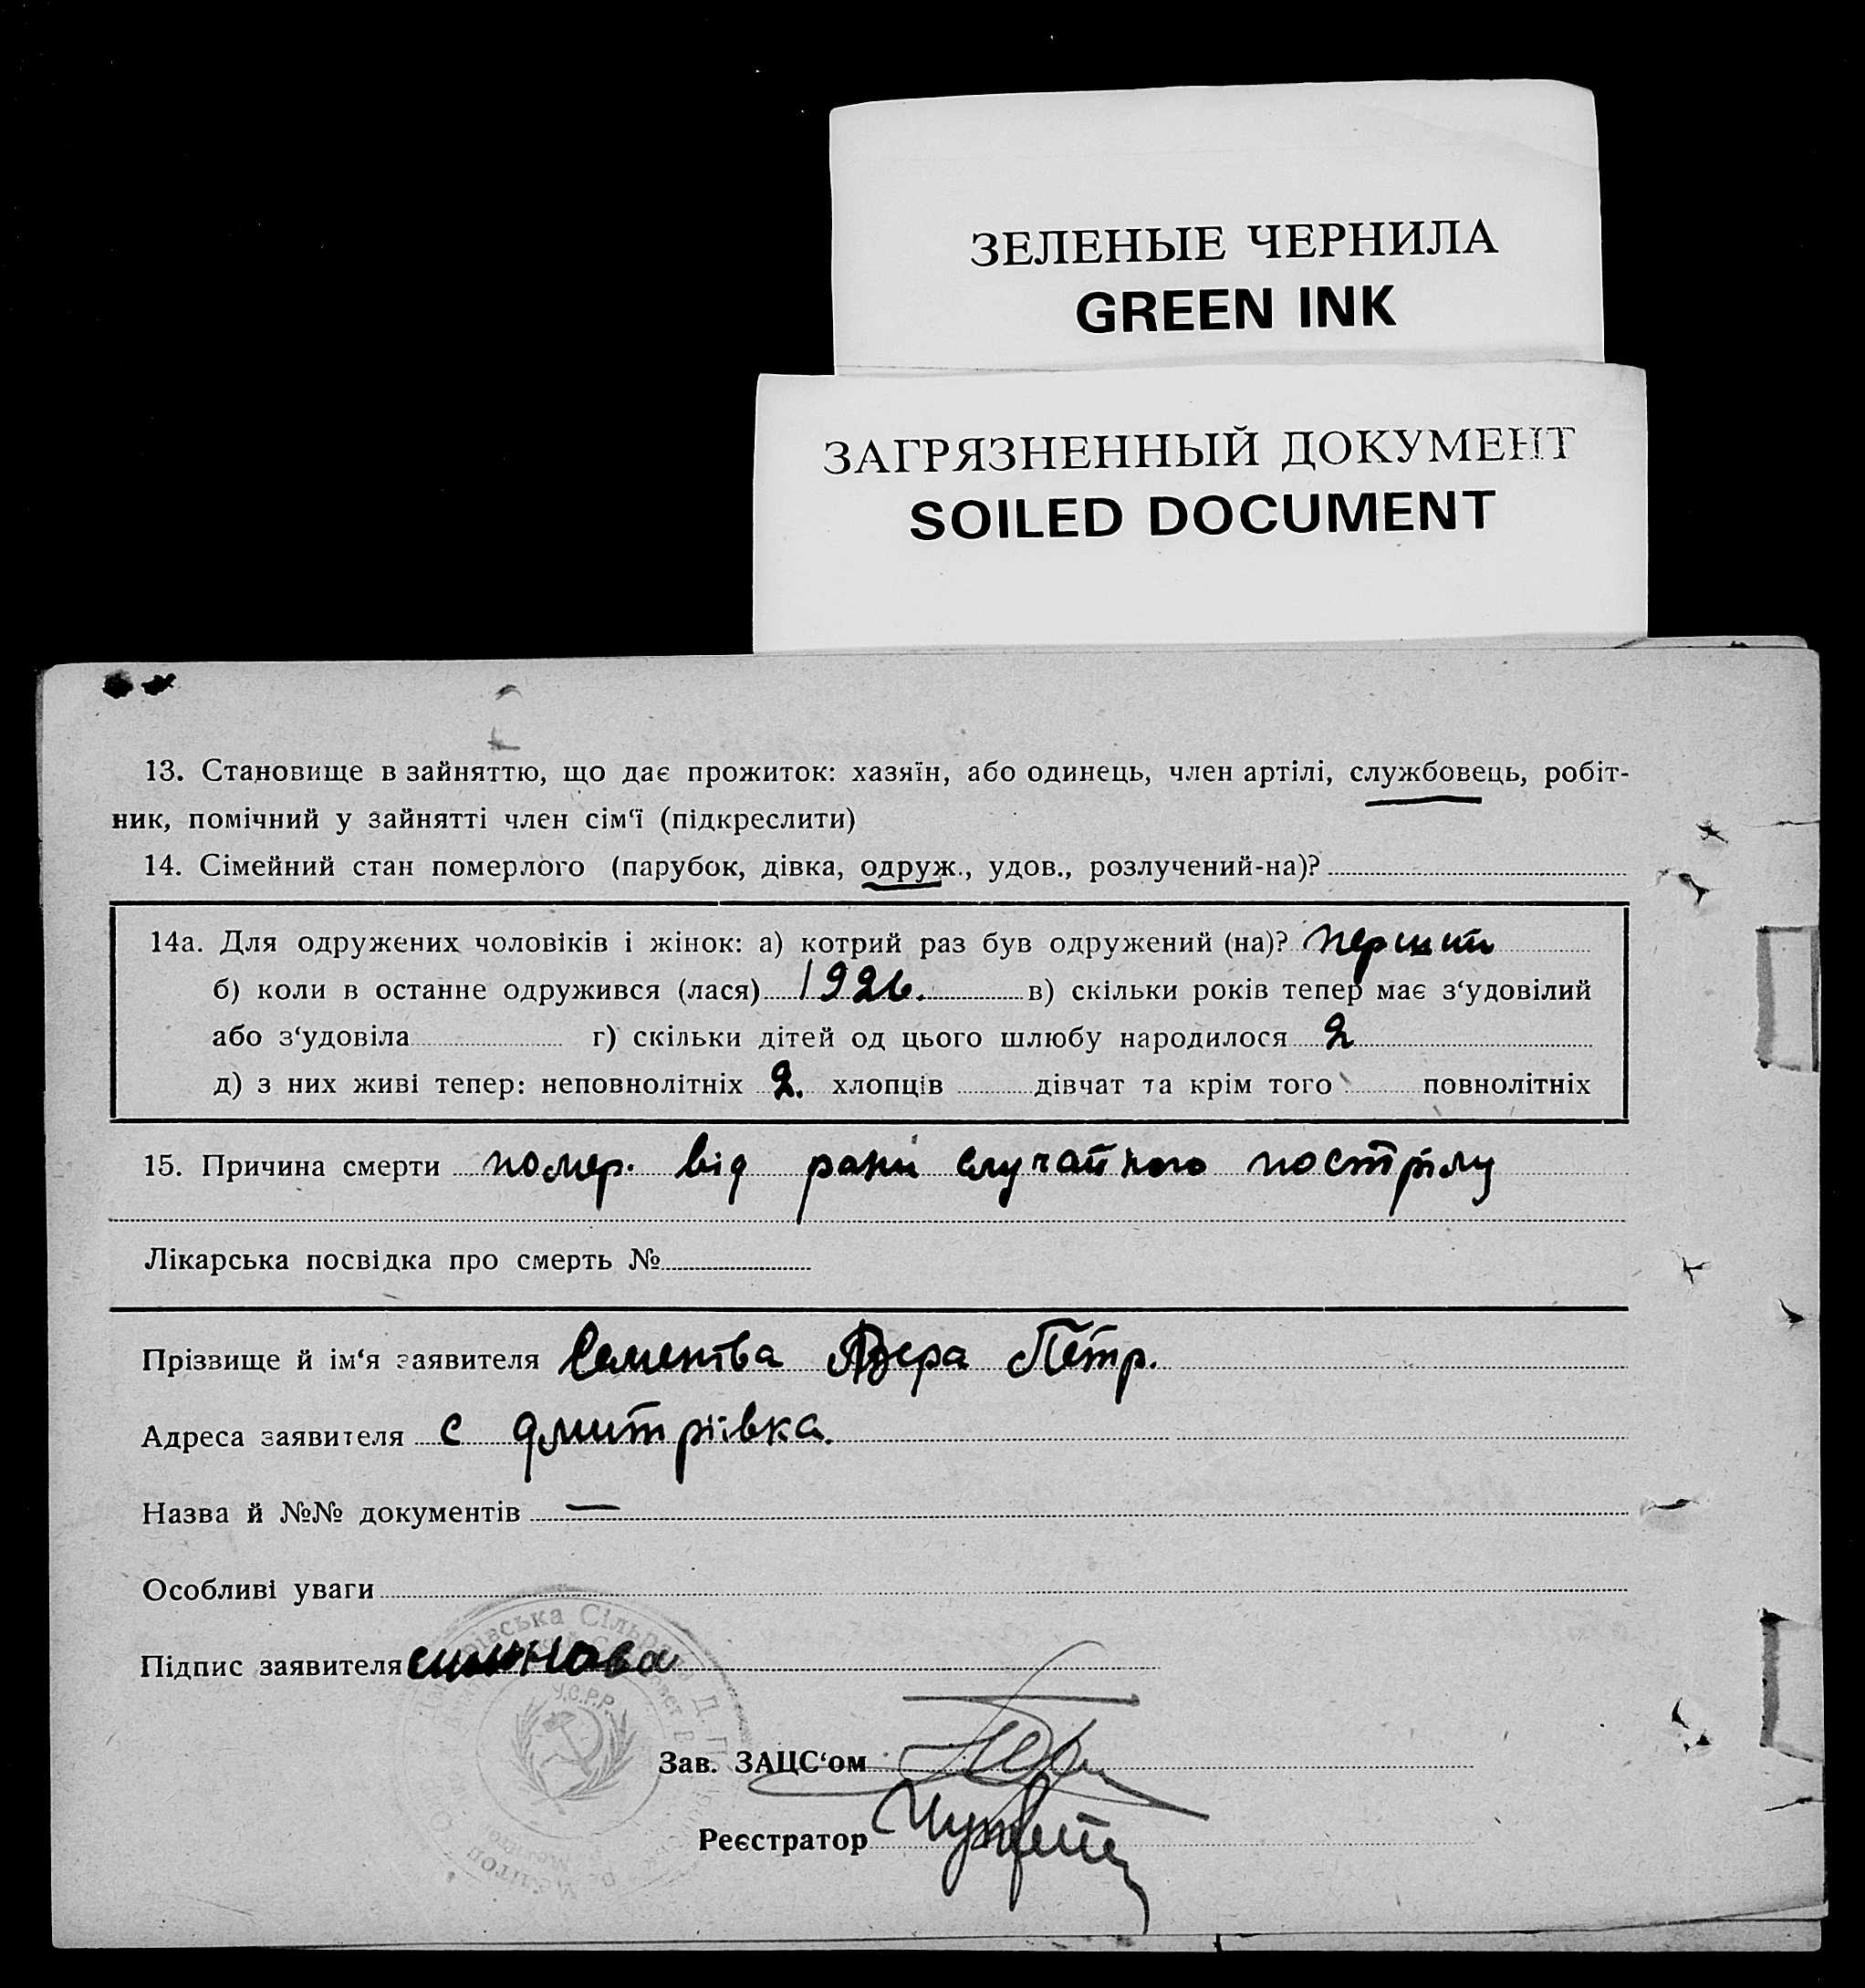 ЗЕЛЕНЫЕ ЧЕРНИЛА
GREEN INK
ЗАГРЯЗНЕННЫЙ ДОКУМЕНТ
SOILED DOCUMENT
13. Становище в зайняттю, що дає прожиток: хазяїн, або одинець, член артілі, службовець, робіт-
ник, помічний у зайнятті член сім‘ї (підкреслити)
14. Сімейний стан померлого (парубок, дівка, одруж., удов., розлучений-на)?
14а. Для одружених чоловіків і жінок: а) котрий раз був одружений (на)? перший
б) коли в останнє одружився (лася) 1926. в) скільки років тепер має з‘удовілий
або з‘удовіла г) скільки дітей од цього шлюбу народилося 2
д) з них живі тепер: неповнолітніх 2. хлопців дівчат та крім того повнолітніх
15. Причина смерти помер. від рани случайного пострілу
Лікарська посвідка про смерть №
Прізвище й ім‘я заявителя Петр.
Адреса заявителя с Дмитріївка.
Назва й №№ документів —
Особливі уваги
Підпис заявителя
Сільрада
У.С.Р.Р.
Зав. ЗАЦС‘ом
Реєстратор